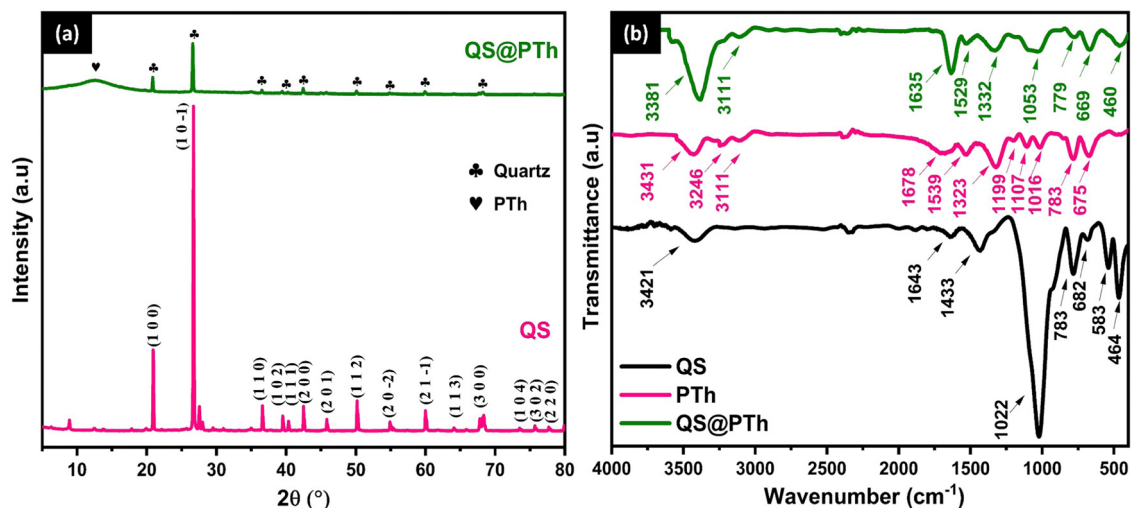 (a)
QS@PTh
♣ Quartz
♥ PTh
QS
(1 0 0)
(1 0 -1)
(1 1 0)
(1 0 2)
(1 1 1)
(2 0 0)
(2 0 1)
(1 1 2)
(2 0 -2)
(2 1 -1)
(1 1 3)
(3 0 0)
(1 0 4)
(3 0 2)
(2 2 0)
Intensity (a.u)
5 10 20 30 40 50 60 70 80
2θ (°)
(b)
3381
3111
1635
1529
1332
1053
779
669
460
3431
3246
3111
1678
1539
1323
1199
1107
1016
783
675
3421
1643
1433
1022
783
682
583
464
QS
PTh
QS@PTh
Transmittance (a.u)
4000 3500 3000 2500 2000 1500 1000 500
Wavenumber (cm⁻¹)